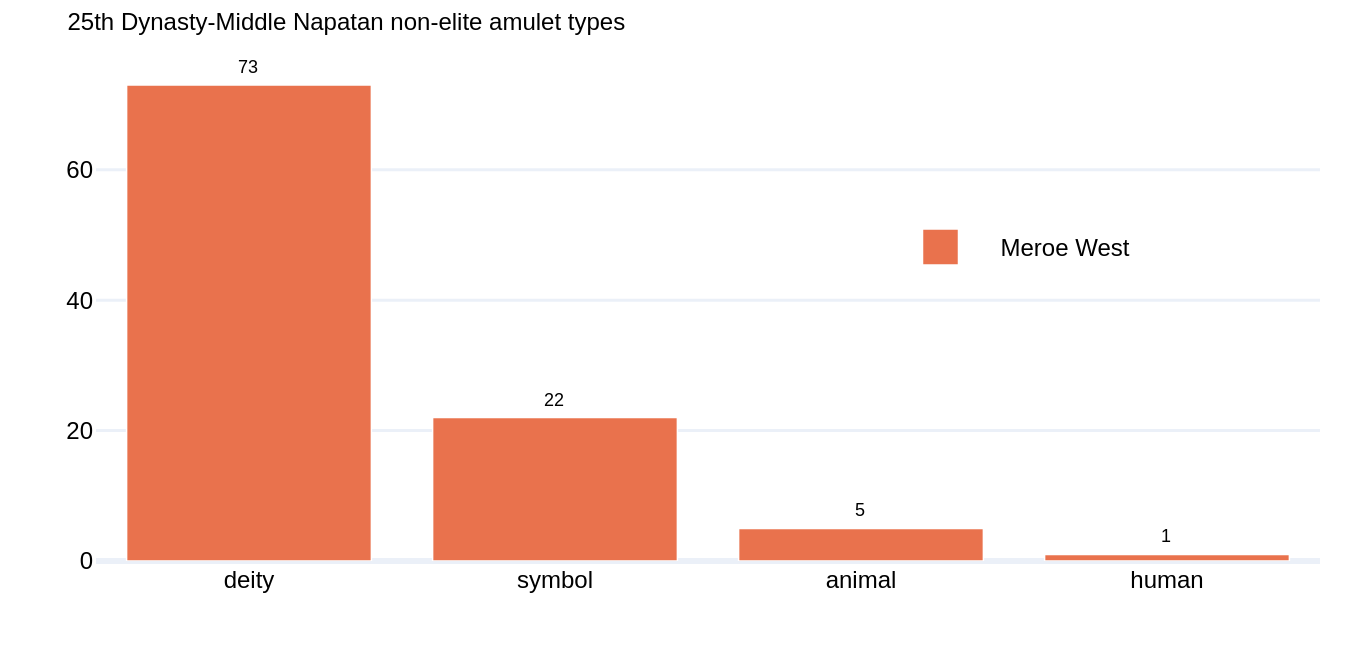 25th Dynasty-Middle Napatan non-elite amulet types
73
60
Meroe West
40
22
20
5
1
0
deity symbol animal human